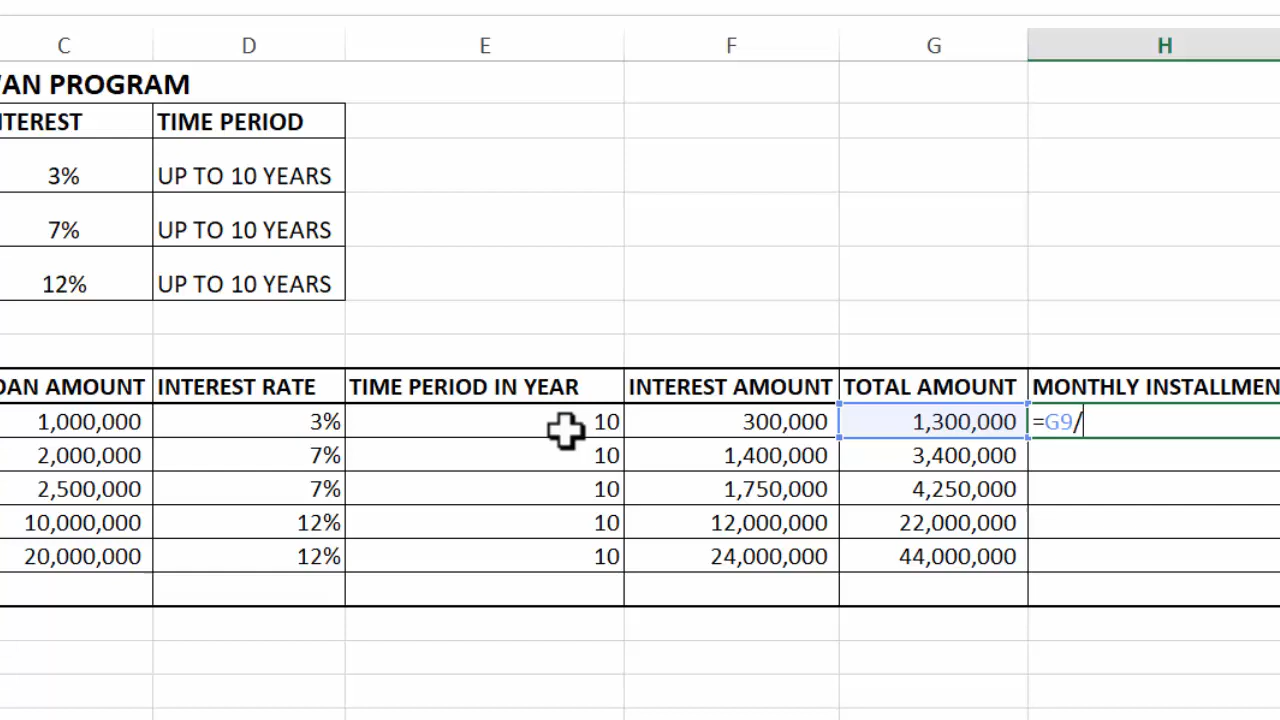 C D E F G H
'AN PROGRAM
ITEREST TIME PERIOD
3% UP TO 10 YEARS
7% UP TO 10 YEARS
12% UP TO 10 YEARS
OAN AMOUNT INTEREST RATE TIME PERIOD IN YEAR INTEREST AMOUNT TOTAL AMOUNT MONTHLY INSTALLMEN
1,000,000 3% 10 300,000 1,300,000 =G9/
2,000,000 7% 10 1,400,000 3,400,000
2,500,000 7% 10 1,750,000 4,250,000
10,000,000 12% 10 12,000,000 22,000,000
20,000,000 12% 10 24,000,000 44,000,000